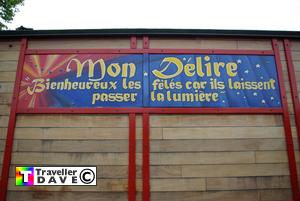 Mon Délire
Bienheureux les fêlés car ils laissent
passer la lumière
Traveller
DAVE©